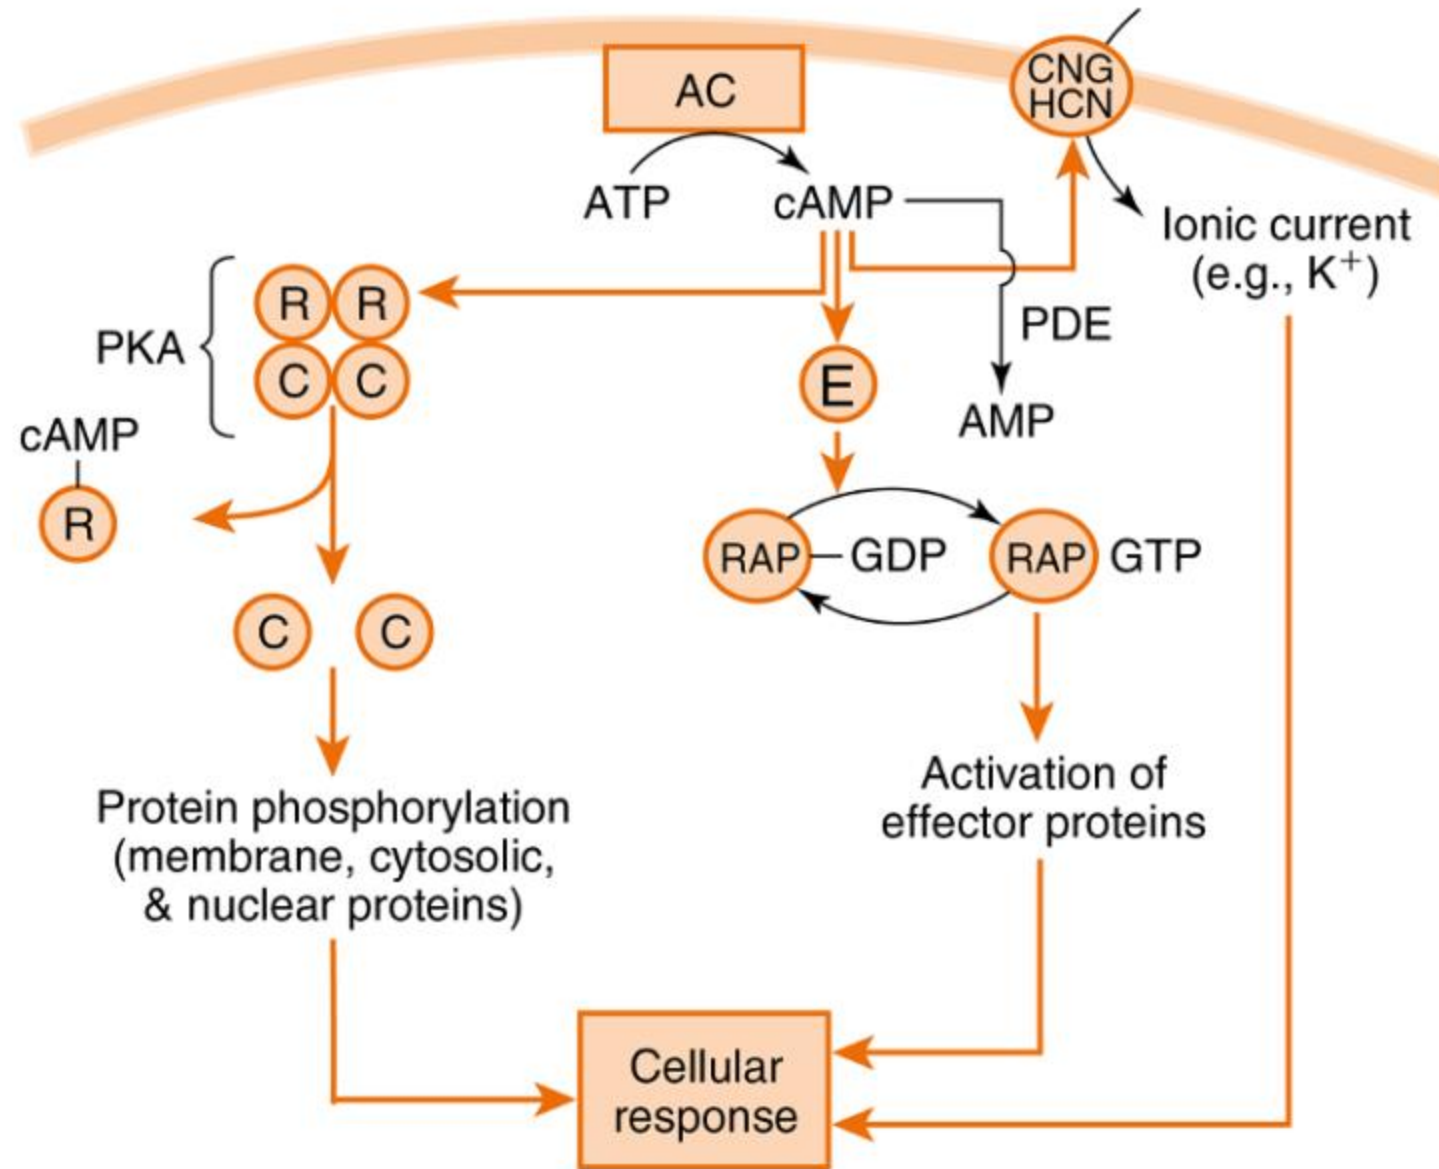 AC
CNG
HCN
ATP
cAMP
Ionic current
(e.g., K⁺)
R
R
PKA
C
C
PDE
E
AMP
cAMP
R
RAP
GDP
RAP
GTP
C
C
Activation of
effector proteins
Protein phosphorylation
(membrane, cytosolic,
& nuclear proteins)
Cellular
response